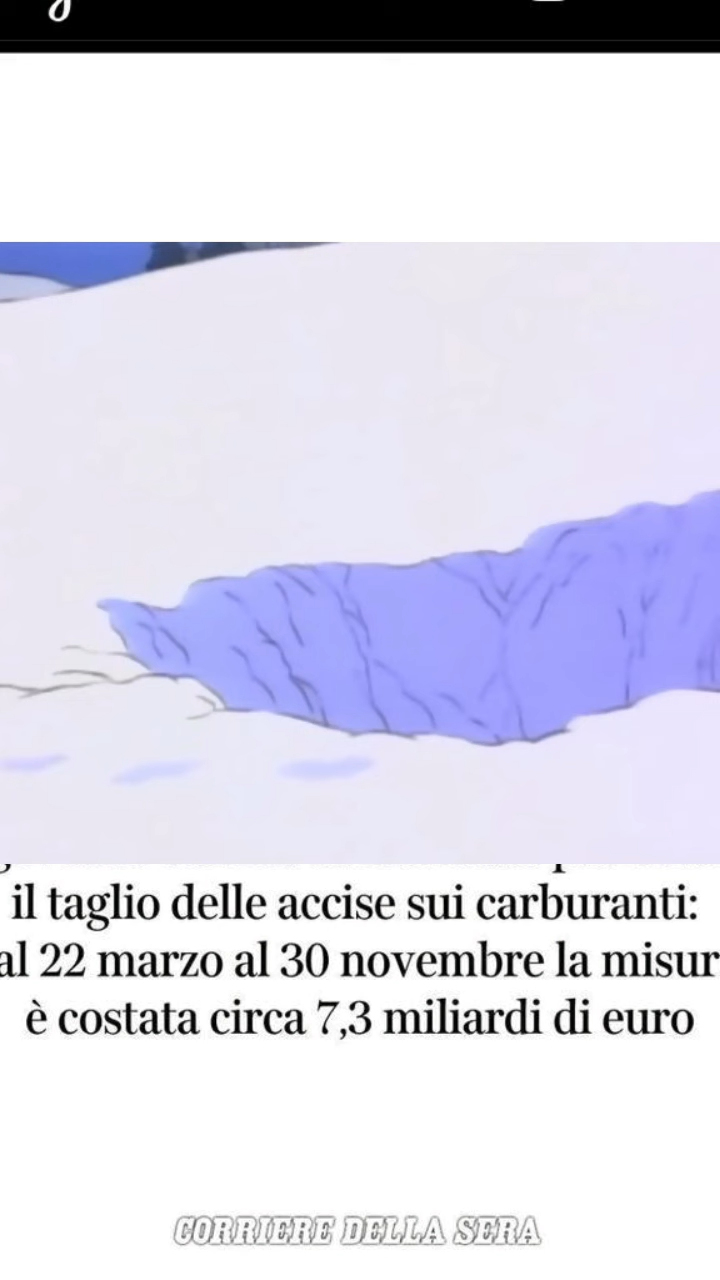 il taglio delle accise sui carburanti:
al 22 marzo al 30 novembre la misur
è costata circa 7,3 miliardi di euro
CORRIERE DELLA SERA